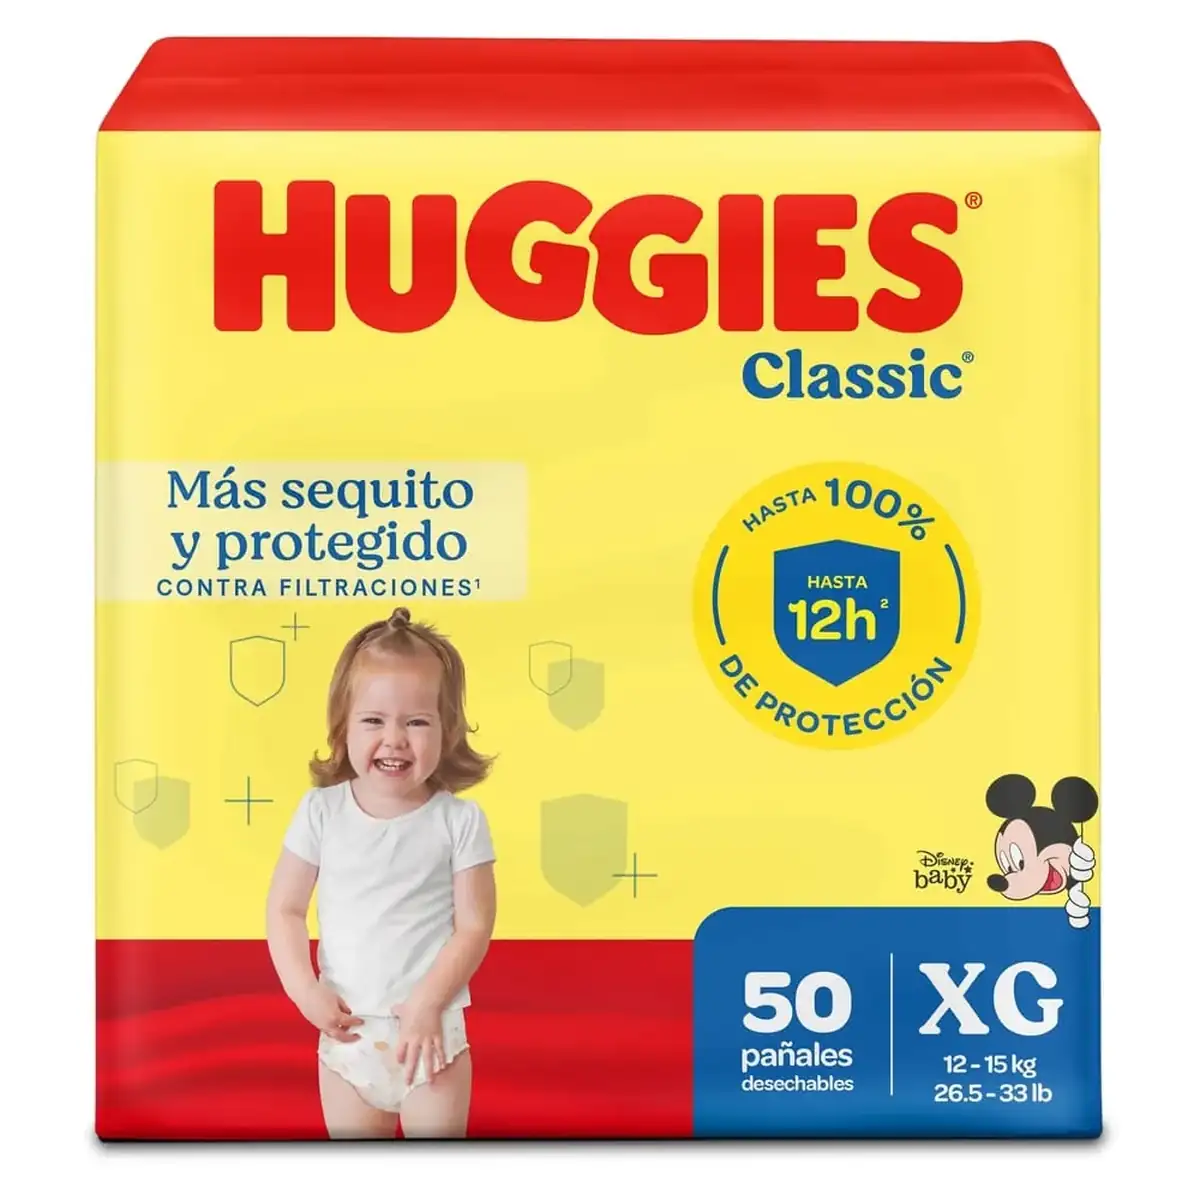 HUGGIES®
Classic®
Más sequito
y protegido
CONTRA FILTRACIONES¹
HASTA 100%
HASTA
12h²
DE PROTECCIÓN
Disney
baby
50
pañales
desechables
XG
12 - 15 kg
26.5 - 33 lb